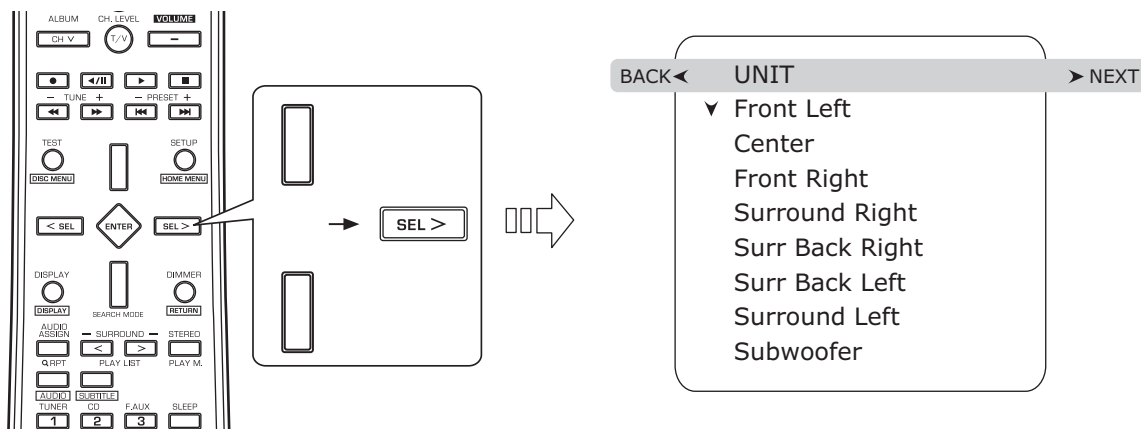 ALBUM CH. LEVEL VOLUME
CH ∨ T/V −
− TUNE + − PRESET +
TEST SETUP
DISC MENU HOME MENU
< SEL ENTER SEL >
DISPLAY DIMMER
DISPLAY SEARCH MODE RETURN
AUDIO
ASSIGN − SURROUND − STEREO
< >
RPT PLAY LIST PLAY M.
AUDIO SUBTITLE
TUNER CD F.AUX SLEEP
1 2 3
SEL >
BACK UNIT NEXT
Front Left
Center
Front Right
Surround Right
Surr Back Right
Surr Back Left
Surround Left
Subwoofer